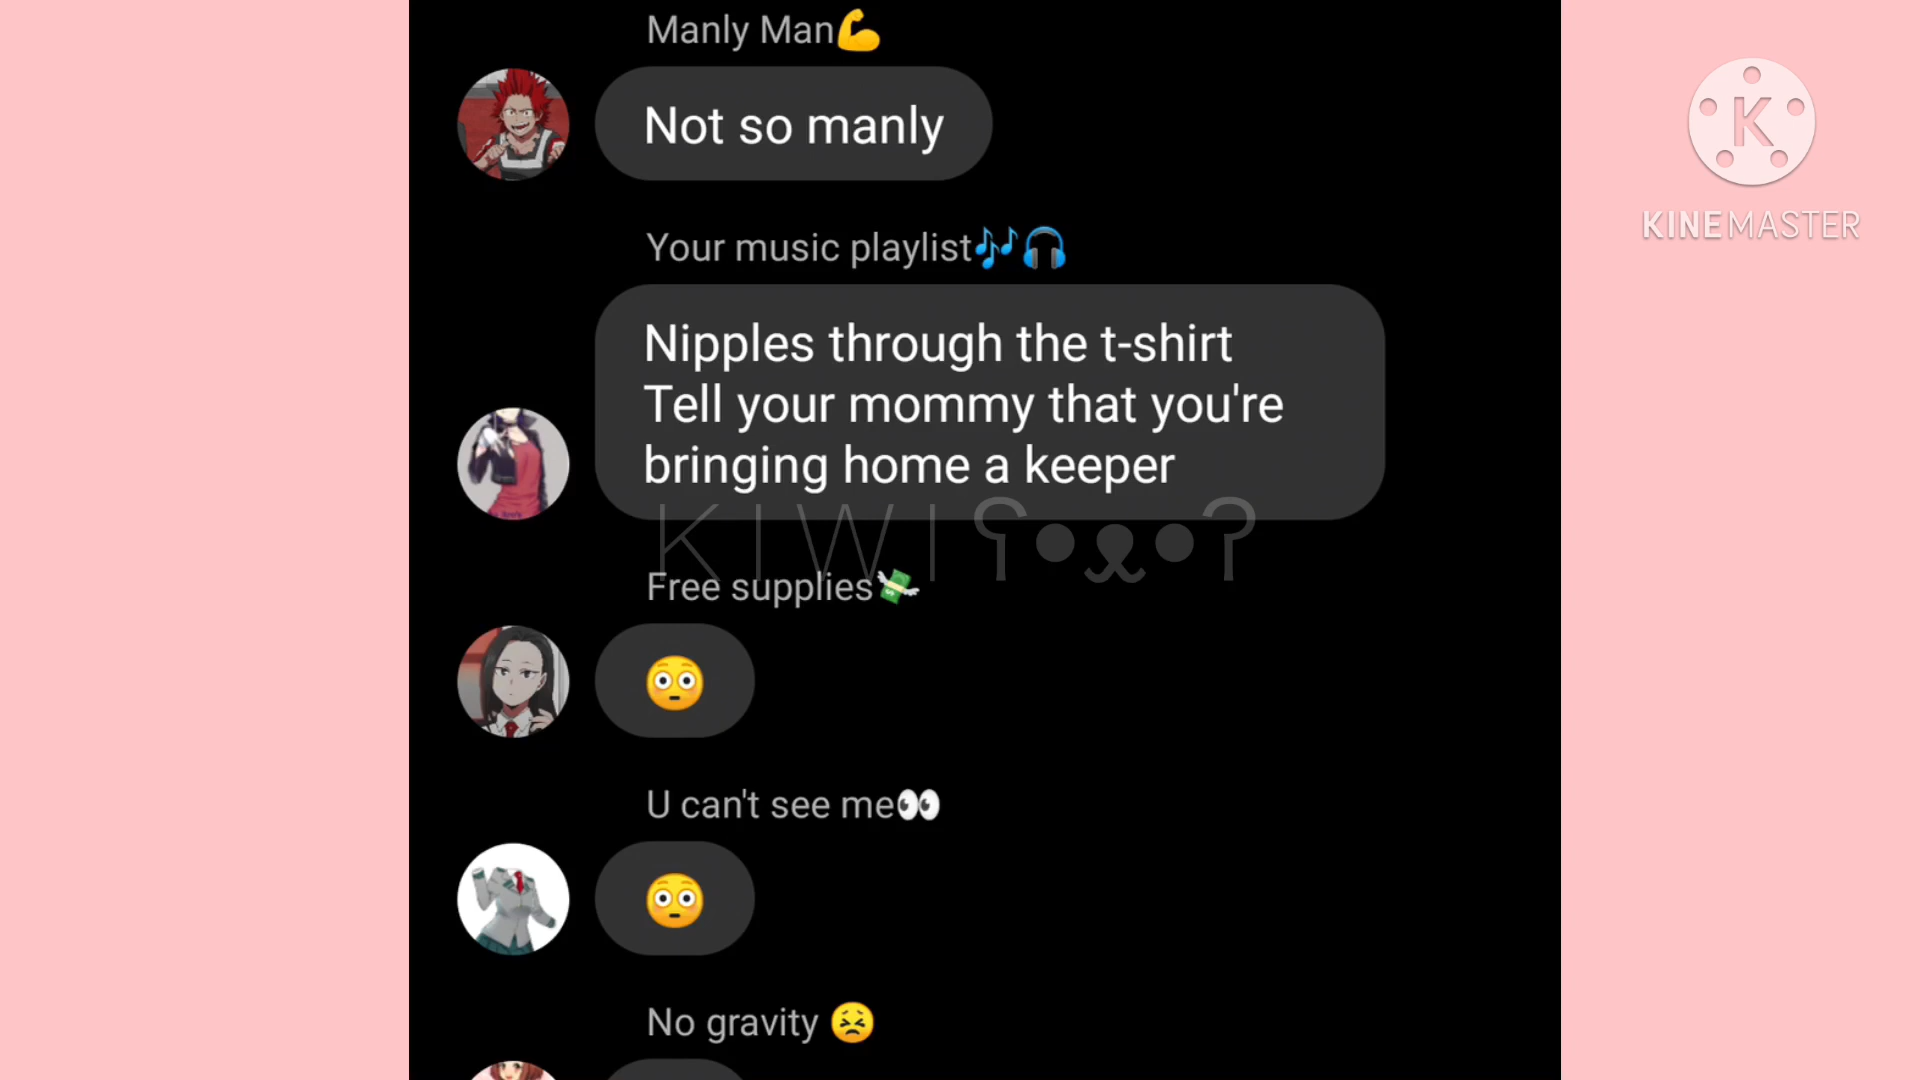 Manly Man💪
Not so manly
Your music playlist🎶🎧
Nipples through the t-shirt
Tell your mommy that you're
bringing home a keeper
KIWI ʕ•ᴥ•ʔ
Free supplies💸
😳
U can't see me👀
😳
No gravity 😣
K
KINEMASTER